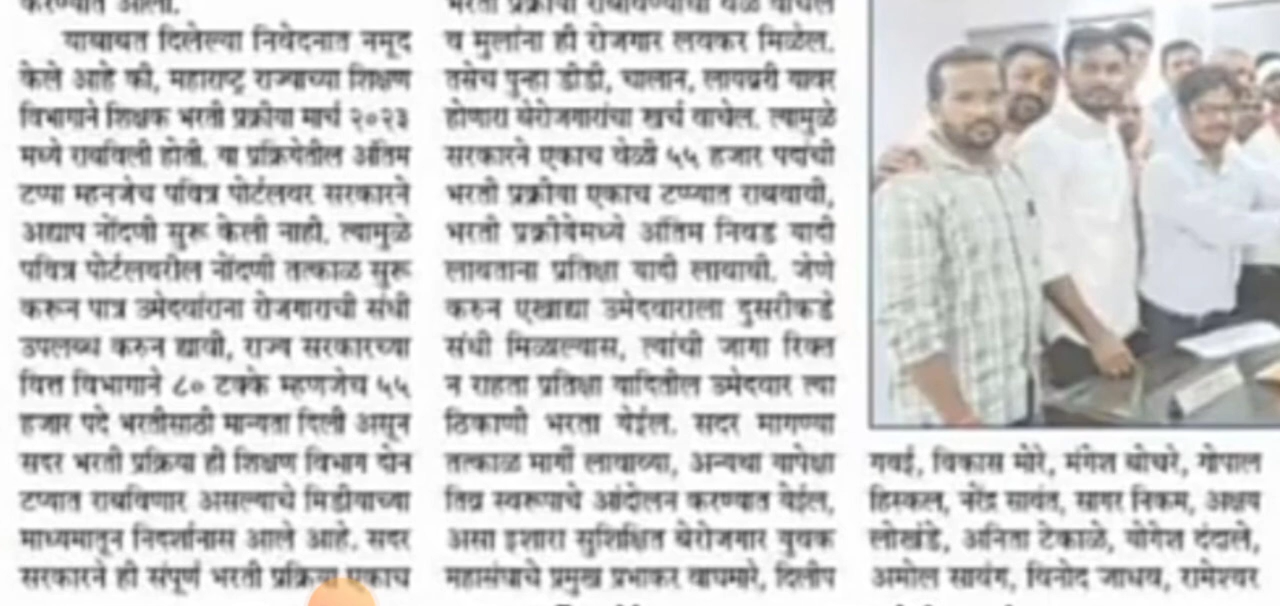 करण्यात आला.
याबाबत दिलेल्या निवेदनात नमूद
केले आहे की, महाराष्ट्र राज्याच्या शिक्षण
विभागाने शिक्षक भरती प्रक्रीया मार्च २०२३
मध्ये राबविली होती. या प्रक्रियेतील अंतिम
टप्पा म्हनजेच पवित्र पोर्टलवर सरकारने
अद्याप नोंदणी सुरू केली नाही. त्यामुळे
पवित्र पोर्टलवरील नोंदणी तत्काळ सुरू
करून पात्र उमेदवारांना रोजगाराची संधी
उपलब्ध करुन द्यावी, राज्य सरकारच्या
वित्त विभागाने ८० टक्के म्हणजेच ५५
हजार पदे भरतीसाठी मान्यता दिली असून
सदर भरती प्रक्रिया ही शिक्षण विभाग दोन
टप्यात राबविणार असल्याचे मिडीयाच्या
माध्यमातून निदर्शनास आले आहे. सदर
सरकारने ही संपूर्ण भरती प्रक्रिया एकाच
भरती प्रक्रीया राबविण्याचा वेळ वाचेल
व मुलांना ही रोजगार लवकर मिळेल.
तसेच पुन्हा डीडी, चालान, लायब्ररी यावर
होणारा बेरोजगारांचा खर्च वाचेल. त्यामुळे
सरकारने एकाच वेळी ५५ हजार पदांची
भरती प्रक्रीया एकाच टप्प्यात राबवावी,
भरती प्रक्रीयेमध्ये अंतिम निवड यादी
लावताना प्रतिक्षा यादी लावावी. जेणे
करुन एखाद्या उमेदवाराला दुसरीकडे
संधी मिळाल्यास, त्यांची जागा रिक्त
न राहता प्रतिक्षा यादितील उमेदवार त्या
ठिकाणी भरता येईल. सदर मागण्या
तत्काळ मार्गी लावाव्या, अन्यथा यापेक्षा
तिव्र स्वरूपाचे आंदोलन करण्यात येईल,
असा इशारा सुशिक्षित बेरोजगार युवक
महासंघाचे प्रमुख प्रभाकर वाघमारे, दिलीप
गवई, विकास मोरे, मंगेश बोचरे, गोपाल
हिस्कल, नरेंद्र सावंत, सागर निकम, अक्षय
लोखंडे, अनिता टेकाळे, योगेश दंदाले,
अमोल सावंग, विनोद जाधव, रामेश्वर